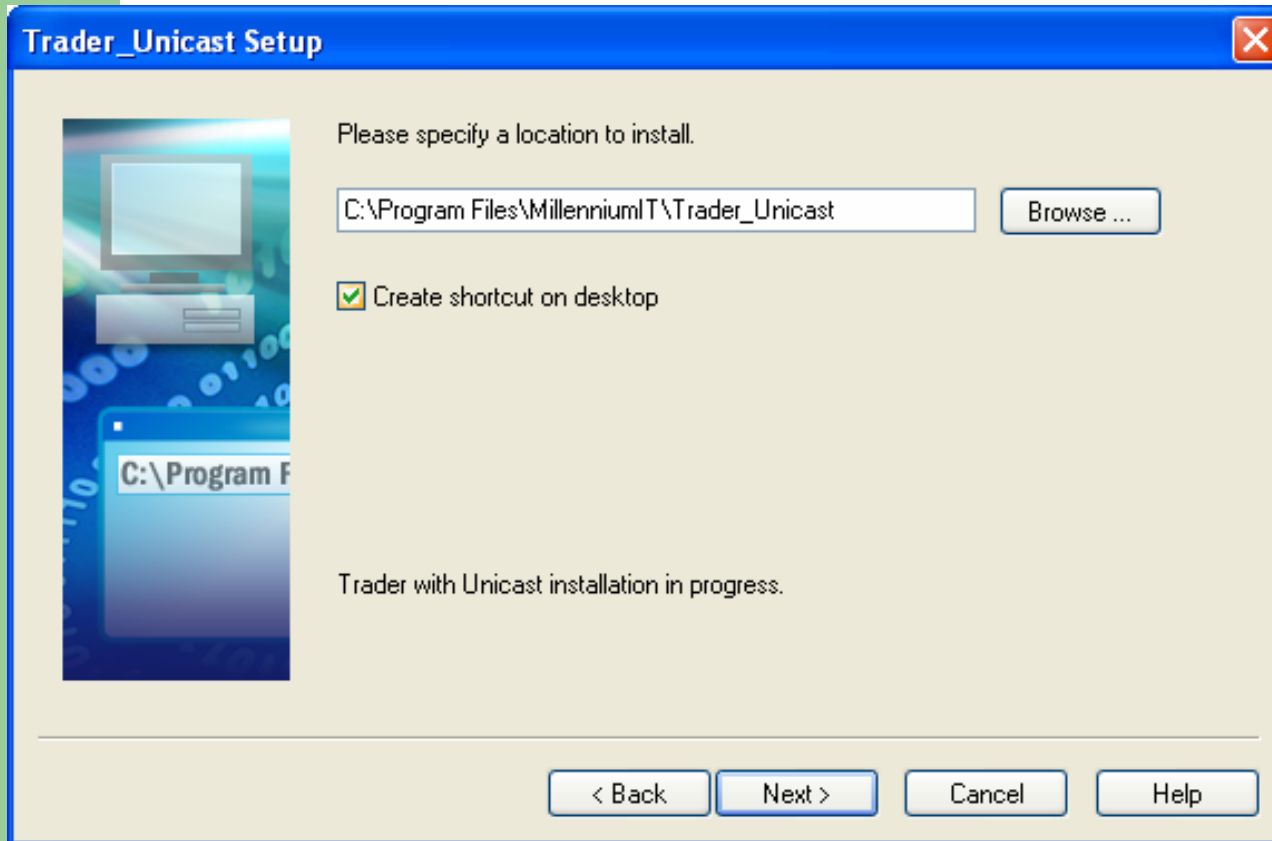 Trader_Unicast Setup
Please specify a location to install.
C:\Program Files\MillenniumIT\Trader_Unicast
Browse ...
Create shortcut on desktop
C:\Program F
Trader with Unicast installation in progress.
< Back
Next >
Cancel
Help